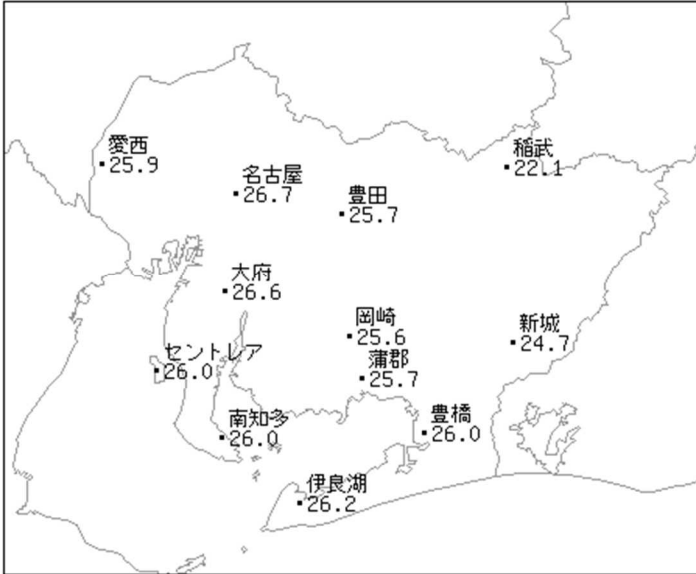 愛西
25.9
名古屋
26.7
豊田
25.7
稲武
22.1
大府
26.6
岡崎
25.6
新城
24.7
セントレア
26.0
蒲郡
25.7
南知多
26.0
豊橋
26.0
伊良湖
26.2